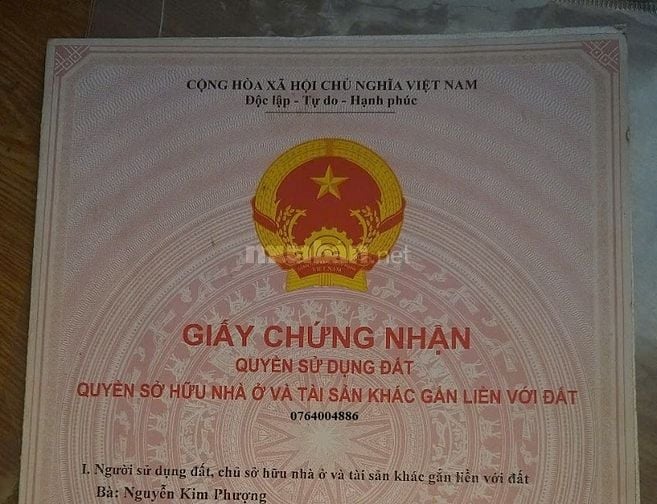 CỘNG HÒA XÃ HỘI CHỦ NGHĨA VIỆT NAM
Độc lập - Tự do - Hạnh phúc
VIỆT NAM
GIẤY CHỨNG NHẬN
QUYỀN SỬ DỤNG ĐẤT
QUYỀN SỞ HỮU NHÀ Ở VÀ TÀI SẢN KHÁC GẮN LIỀN VỚI ĐẤT
0764004886
I. Người sử dụng đất, chủ sở hữu nhà ở và tài sản khác gắn liền với đất
Bà: Nguyễn Kim Phượng